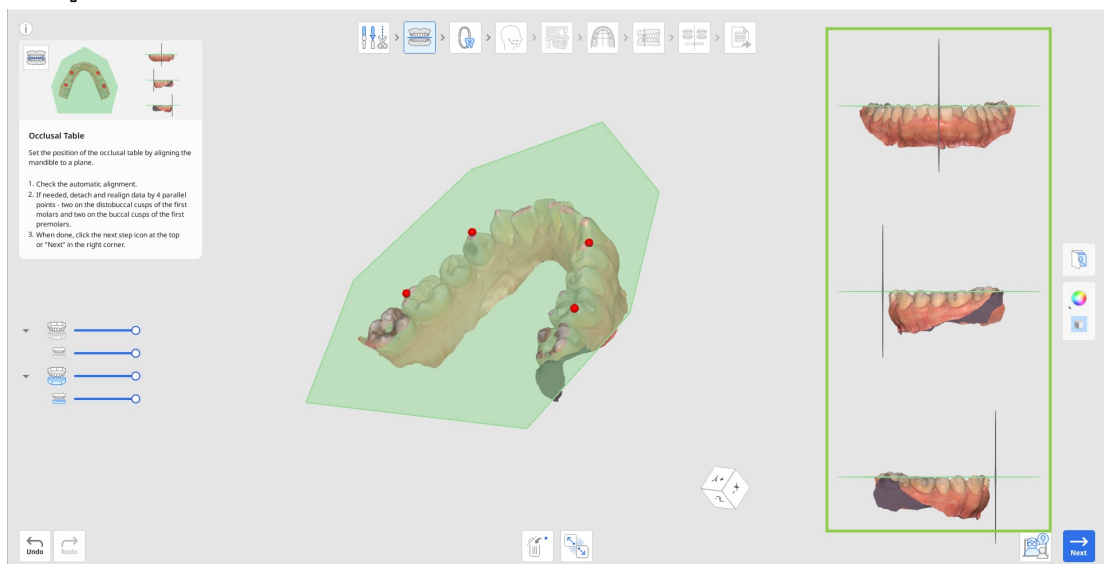 Occlusal Table
Set the position of the occlusal table by aligning the
mandible to a plane.
1. Check the automatic alignment.
2. If needed, detach and realign data by 4 parallel
points - two on the distobuccal cusps of the first
molars and two on the buccal cusps of the first
premolars.
3. When done, click the next step icon at the top
or "Next" in the right corner.
Undo
Redo
Next